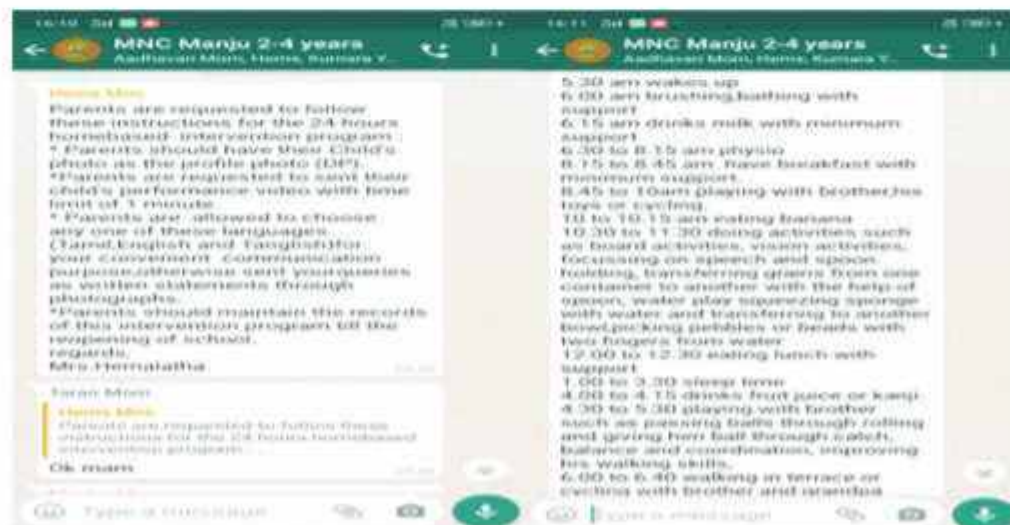 MNC Manju 2-4 years
Aadhavan Mom, Hema, Kumara Y...
Hema Mrs
Parents are requested to follow
these instructions for the 24 hours
homebased intervention program
* Parents should have their Child's
photo as the profile photo (DP).
*Parents are requested to sent their
child's performance video with time
limit of 1 minute
* Parents are allowed to choose
any one of these languages
(Tamil,English and Tanglish)for
your convenient communication
purpose,otherwise sent yourqueries
as written statements through
photographs.
*Parents should maintain the records
of this intervention program till the
reopening of school.
regards,
Mrs.Hemalatha
Taran Mom
Hema Mrs
Parents are requested to follow these
instructions for the 24 hours homebased
intervention program
Ok mam
Type a message
16:11
MNC Manju 2-4 years
Aadhavan Mom, Hema, Kumara Y...
5.30 am wakes up
6.00 am brushing,bathing with
support
6.15 am drinks milk with minimum
support
6.30 to 8.15 am physio
8.15 to 8.45 am have breakfast with
minimum support.
8.45 to 10am playing with brother,his
toys or cycling.
10 to 10.15 am eating banana
10.30 to 11.30 doing activities such
as board activities, vision activities,
focussing on speech and spoon
holding, transferring grains from one
container to another with the help of
spoon, water play squeezing sponge
with water and transferring to another
bowl,picking pebbles or beads with
two fingers from water
12.00 to 12.30 eating lunch with
support
1.00 to 3.30 sleep time
4.00 to 4.15 drinks fruit juice or kanji
4.30 to 5.30 playing with brother
such as passing balls through rolling
and giving him ball through catch,
balance and coordination, improving
his walking skills,
6.00 to 6.40 walking in terrace or
cycling with brother and grandpa
Type a message